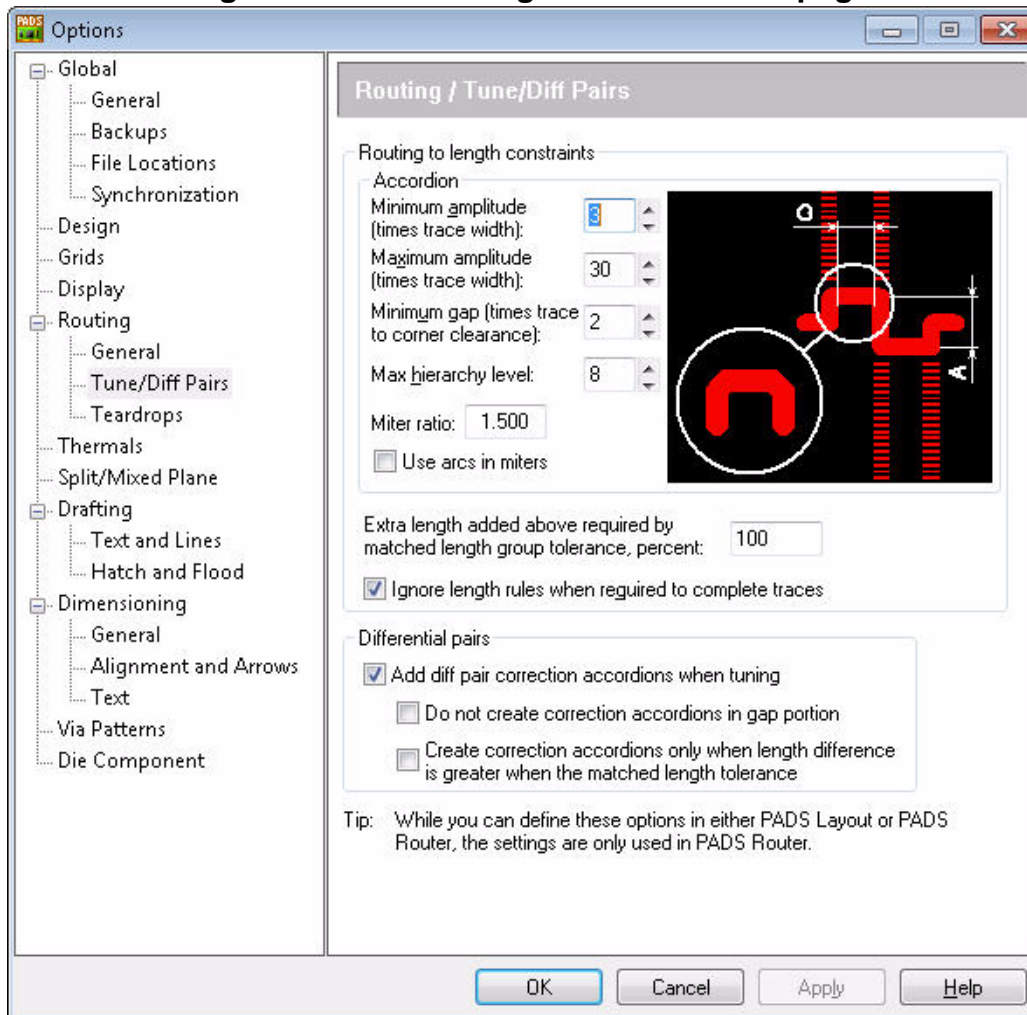 PADS
Options
Global
General
Backups
File Locations
Synchronization
Design
Grids
Display
Routing
General
Tune/Diff Pairs
Teardrops
Thermals
Split/Mixed Plane
Drafting
Text and Lines
Hatch and Flood
Dimensioning
General
Alignment and Arrows
Text
Via Patterns
Die Component
Routing / Tune/Diff Pairs
Routing to length constraints
Accordion
Minimum amplitude
(times trace width):
3
Maximum amplitude
(times trace width):
30
Minimum gap (times trace
to corner clearance):
2
Max hierarchy level:
8
Miter ratio: 1.500
Use arcs in miters
G
A
Extra length added above required by
matched length group tolerance, percent:
100
Ignore length rules when reguired to complete traces
Differential pairs
Add diff pair correction accordions when tuning
Do not create correction accordions in gap portion
Create correction accordions only when length difference
is greater when the matched length tolerance
Tip: While you can define these options in either PADS Layout or PADS
Router, the settings are only used in PADS Router.
OK
Cancel
Apply
Help